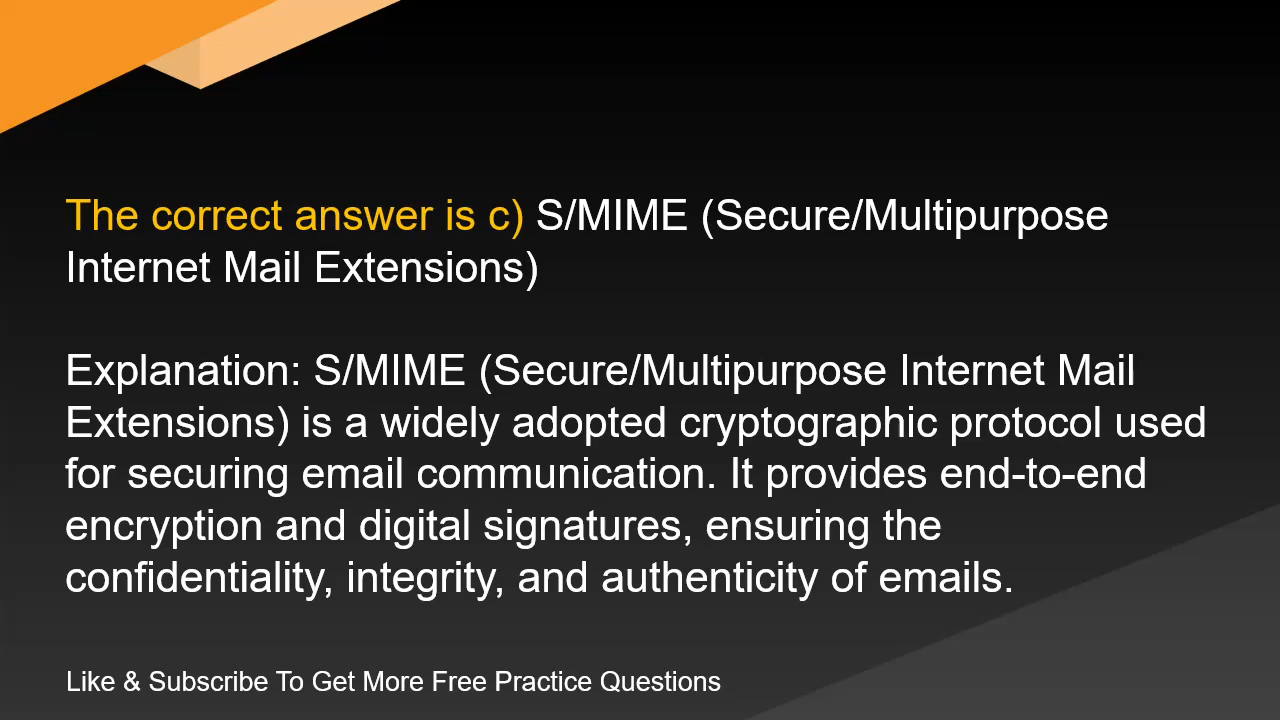 The correct answer is c) S/MIME (Secure/Multipurpose
Internet Mail Extensions)
Explanation: S/MIME (Secure/Multipurpose Internet Mail
Extensions) is a widely adopted cryptographic protocol used
for securing email communication. It provides end-to-end
encryption and digital signatures, ensuring the
confidentiality, integrity, and authenticity of emails.
Like & Subscribe To Get More Free Practice Questions